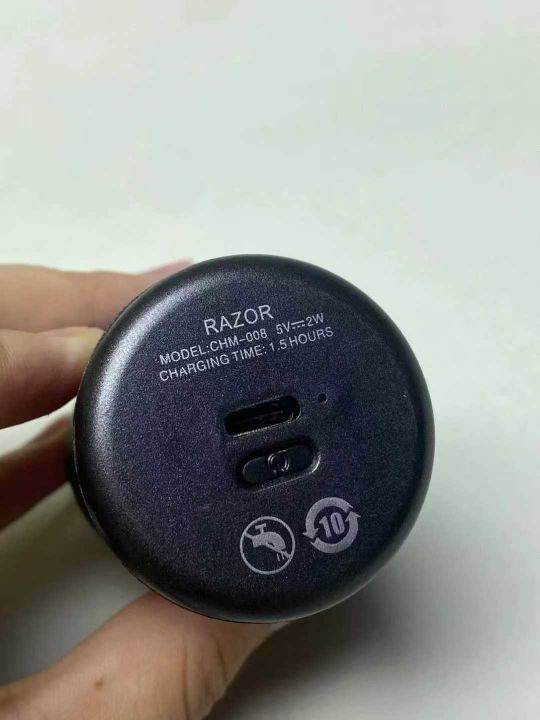 RAZOR
MODEL:CHM-008 5V⎓2W
CHARGING TIME: 1.5 HOURS
10